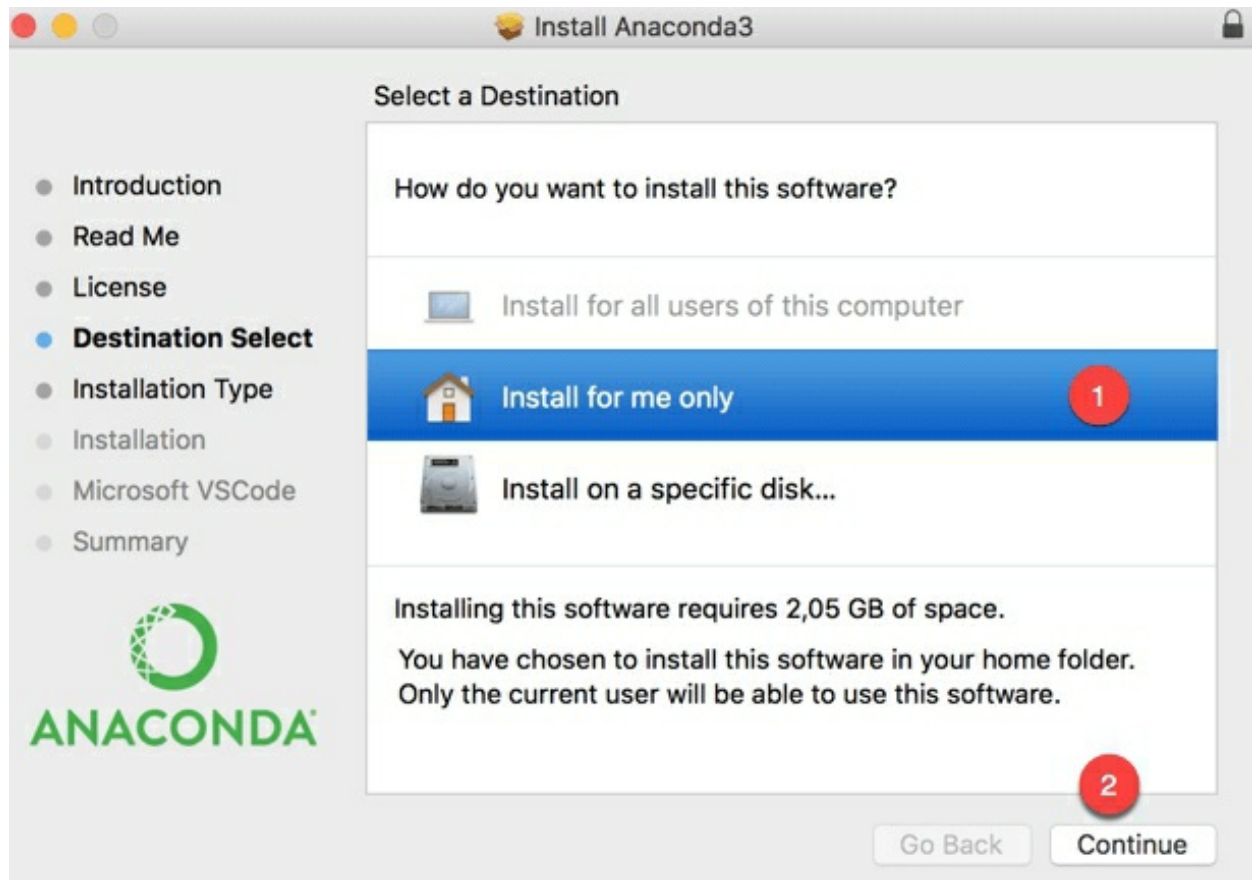 Install Anaconda3
Select a Destination
Introduction
Read Me
License
Destination Select
Installation Type
Installation
Microsoft VSCode
Summary
ANACONDA
How do you want to install this software?
Install for all users of this computer
Install for me only
1
Install on a specific disk...
Installing this software requires 2,05 GB of space.
You have chosen to install this software in your home folder.
Only the current user will be able to use this software.
2
Go Back
Continue